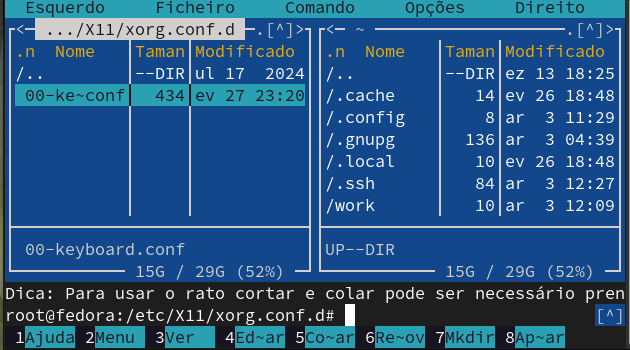 Esquerdo Ficheiro Comando Opções Direito
<─ .../X11/xorg.conf.d ─.[^]> <─ ~ ─.[^]>
.n Nome Taman Modificado .n Nome Taman Modificado
/.. --DIR ul 17 2024 /.. --DIR ez 13 18:25
00-ke~conf 434 ev 27 23:20 /.cache 14 ev 26 18:48
/.config 8 ar 3 11:29
/.gnupg 136 ar 3 04:39
/.local 10 ev 26 18:48
/.ssh 84 ar 3 12:27
/work 10 ar 3 12:09
00-keyboard.conf UP--DIR
15G / 29G (52%) 15G / 29G (52%)
Dica: Para usar o rato cortar e colar pode ser necessário pren
root@fedora:/etc/X11/xorg.conf.d# [^]
1Ajuda 2Menu 3Ver 4Ed~ar 5Co~ar 6Re~ov 7Mkdir 8Ap~ar